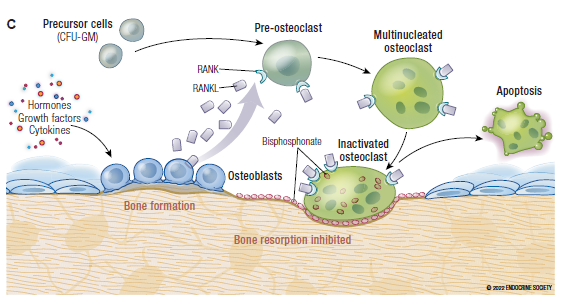 C
Precursor cells
(CFU-GM)
Pre-osteoclast
Multinucleated
osteoclast
RANK
RANKL
Apoptosis
Hormones
Growth factors
Cytokines
Bisphosphonate
Inactivated
osteoclast
Osteoblasts
Bone formation
Bone resorption inhibited
© 2022 ENDOCRINE SOCIETY